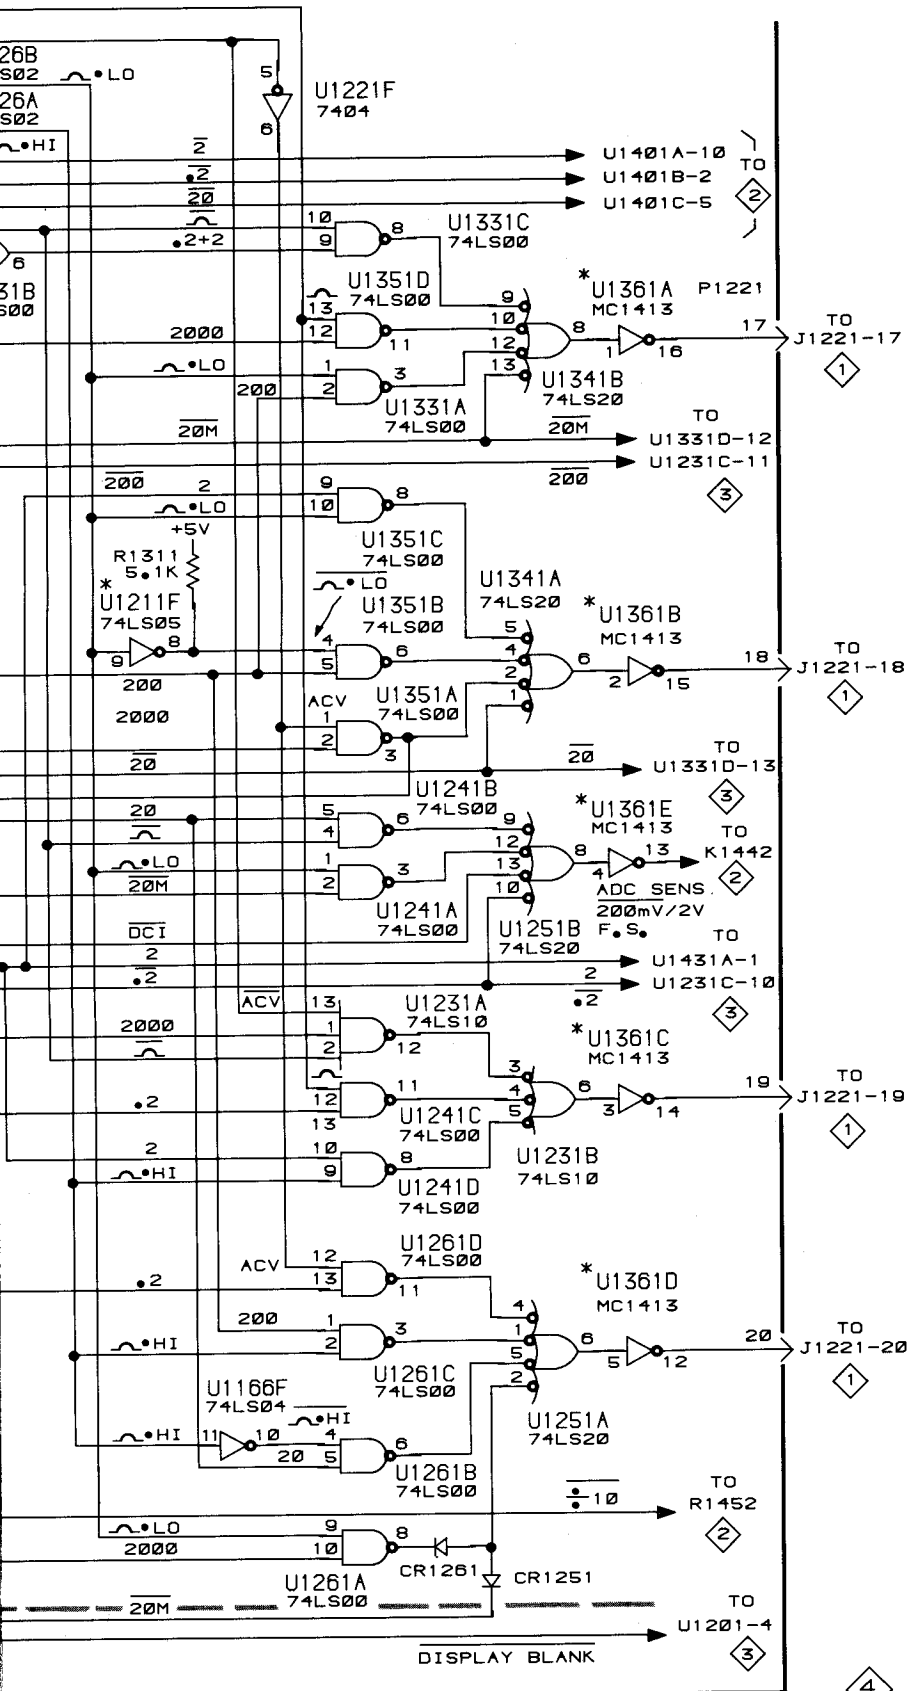 26B
S02
•LO
26A
S02
•HI
5
U1221F
7404
6
2
U1401A-10
TO
.2
U1401B-2
2
20
U1401C-5
10
8
U1331C
74LS00
.2+2
9
6
31B
S00
U1351D
74LS00
13
12
11
2000
9
10
12
13
8
* U1361A
MC1413
1
16
P1221
17
TO
J1221-17
1
•LO
1
200
2
3
U1331A
74LS00
U1341B
74LS20
20M
20M
TO
U1331D-12
U1231C-11
200
3
200
2
•LO
9
10
8
U1351C
74LS00
+5V
R1311
5.1K
*
U1211F
74LS05
9
8
•LO
U1351B
74LS00
4
5
6
U1341A
74LS20
5
4
2
1
6
* U1361B
MC1413
2
15
18
TO
J1221-18
1
200
2000
ACV
1
2
3
U1351A
74LS00
20
20
TO
U1331D-13
3
U1241B
74LS00
20
5
4
6
9
12
13
10
8
* U1361E
MC1413
4
13
TO
K1442
2
•LO
20M
1
2
3
U1241A
74LS00
U1251B
74LS20
ADC SENS.
200mV/2V
F.S.
DCI
2
TO
U1431A-1
.2
2
U1231C-10
.2
3
ACV
13
U1231A
74LS10
2000
1
2
12
* U1361C
MC1413
3
4
5
6
3
14
19
TO
J1221-19
1
11
12
13
.2
U1241C
74LS00
2
10
•HI
9
8
U1241D
74LS00
U1231B
74LS10
ACV
12
.2
13
11
U1261D
74LS00
* U1361D
MC1413
4
1
5
2
6
5
12
20
TO
J1221-20
1
200
1
•HI
2
3
U1261C
74LS00
U1251A
74LS20
U1166F
74LS04
•HI
•HI
11
10
4
20
5
6
U1261B
74LS00
÷10
TO
R1452
2
•LO
9
2000
10
8
U1261A
74LS00
CR1261
CR1251
20M
TO
U1201-4
3
DISPLAY BLANK
4